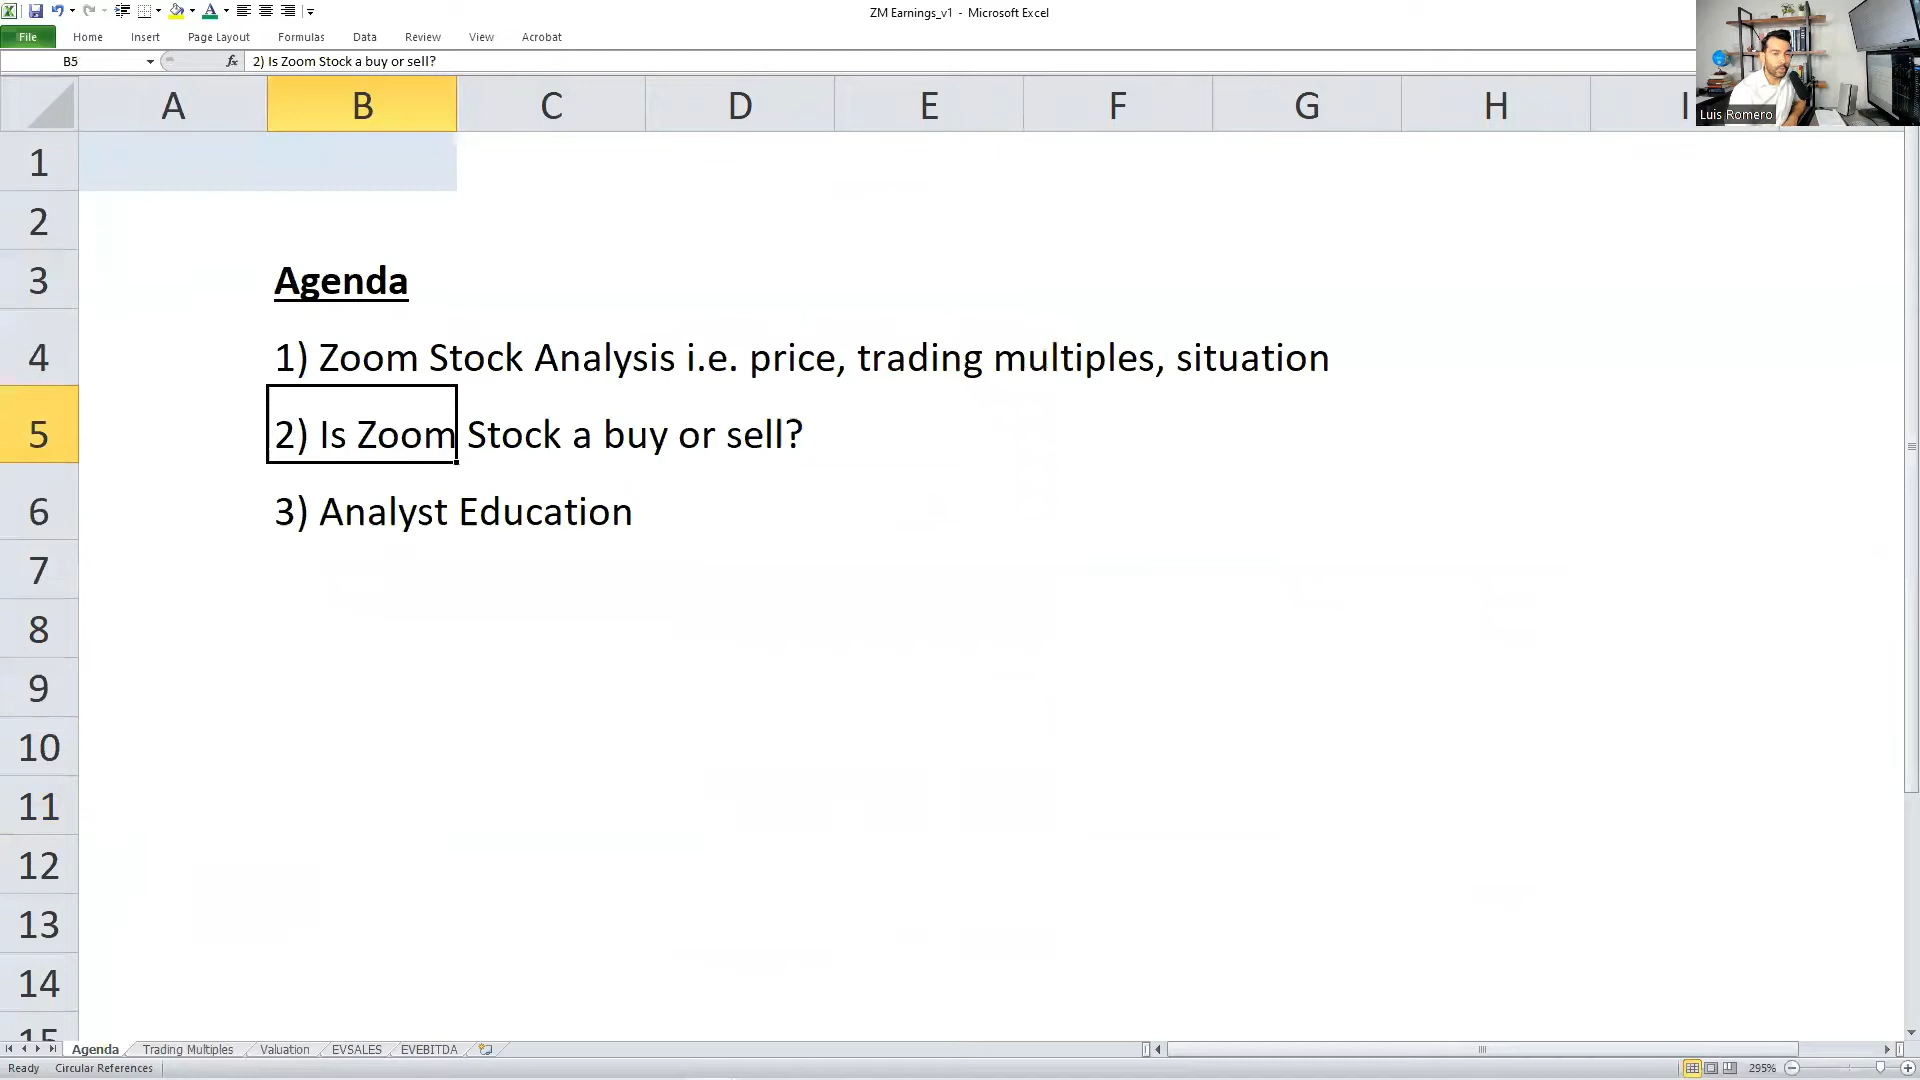 ZM Earnings_v1 - Microsoft Excel
File Home Insert Page Layout Formulas Data Review View Acrobat
B5 fx 2) Is Zoom Stock a buy or sell?
Luis Romero
A B C D E F G H I
1
2
3 Agenda
4 1) Zoom Stock Analysis i.e. price, trading multiples, situation
5 2) Is Zoom Stock a buy or sell?
6 3) Analyst Education
7
8
9
10
11
12
13
14
15
Agenda Trading Multiples Valuation EVSALES EVEBITDA
Ready Circular References 295%